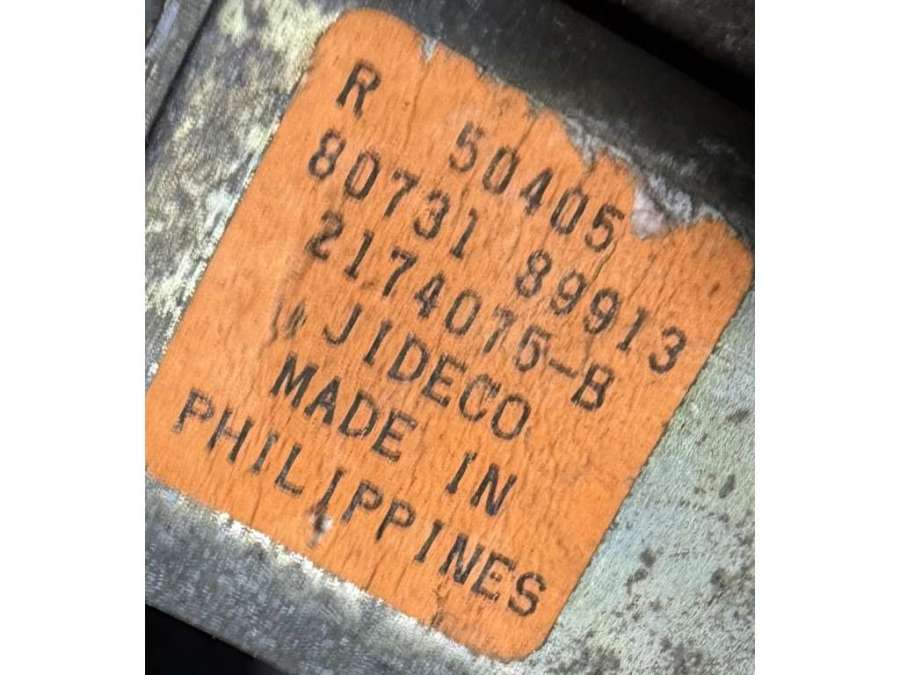 R 50405
80731 89913
2174075-B
JIDECO
MADE IN
PHILIPPINES